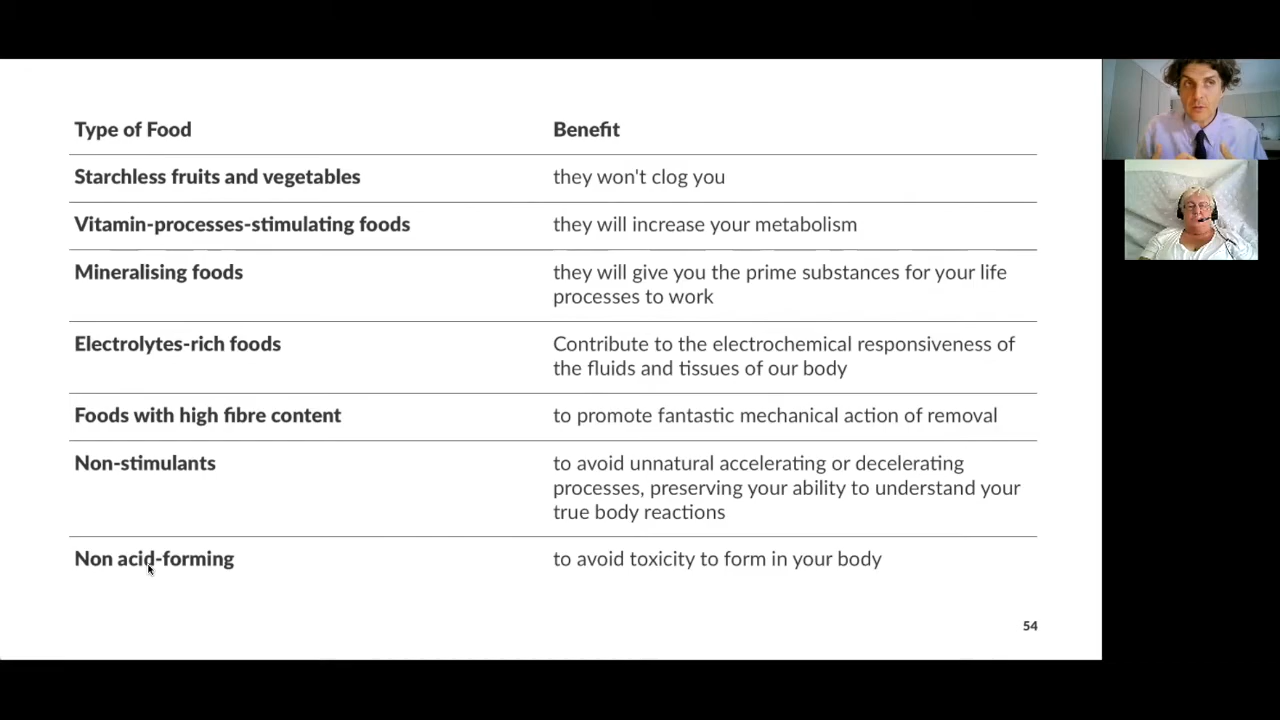 Type of Food Benefit
Starchless fruits and vegetables they won't clog you
Vitamin-processes-stimulating foods they will increase your metabolism
Mineralising foods they will give you the prime substances for your life
processes to work
Electrolytes-rich foods Contribute to the electrochemical responsiveness of
the fluids and tissues of our body
Foods with high fibre content to promote fantastic mechanical action of removal
Non-stimulants to avoid unnatural accelerating or decelerating
processes, preserving your ability to understand your
true body reactions
Non acid-forming to avoid toxicity to form in your body
54